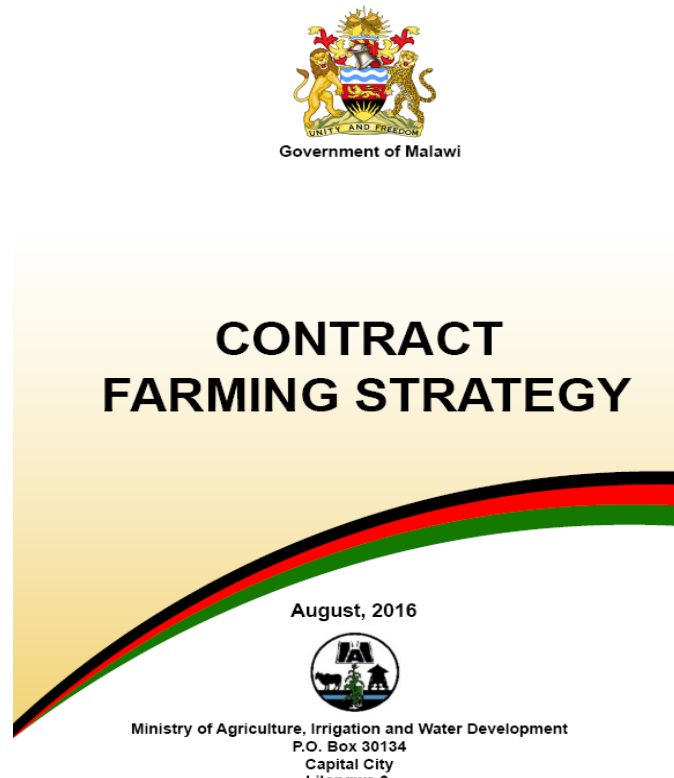 UNITY AND FREEDOM
Government of Malawi
CONTRACT
FARMING STRATEGY
August, 2016
Ministry of Agriculture, Irrigation and Water Development
P.O. Box 30134
Capital City